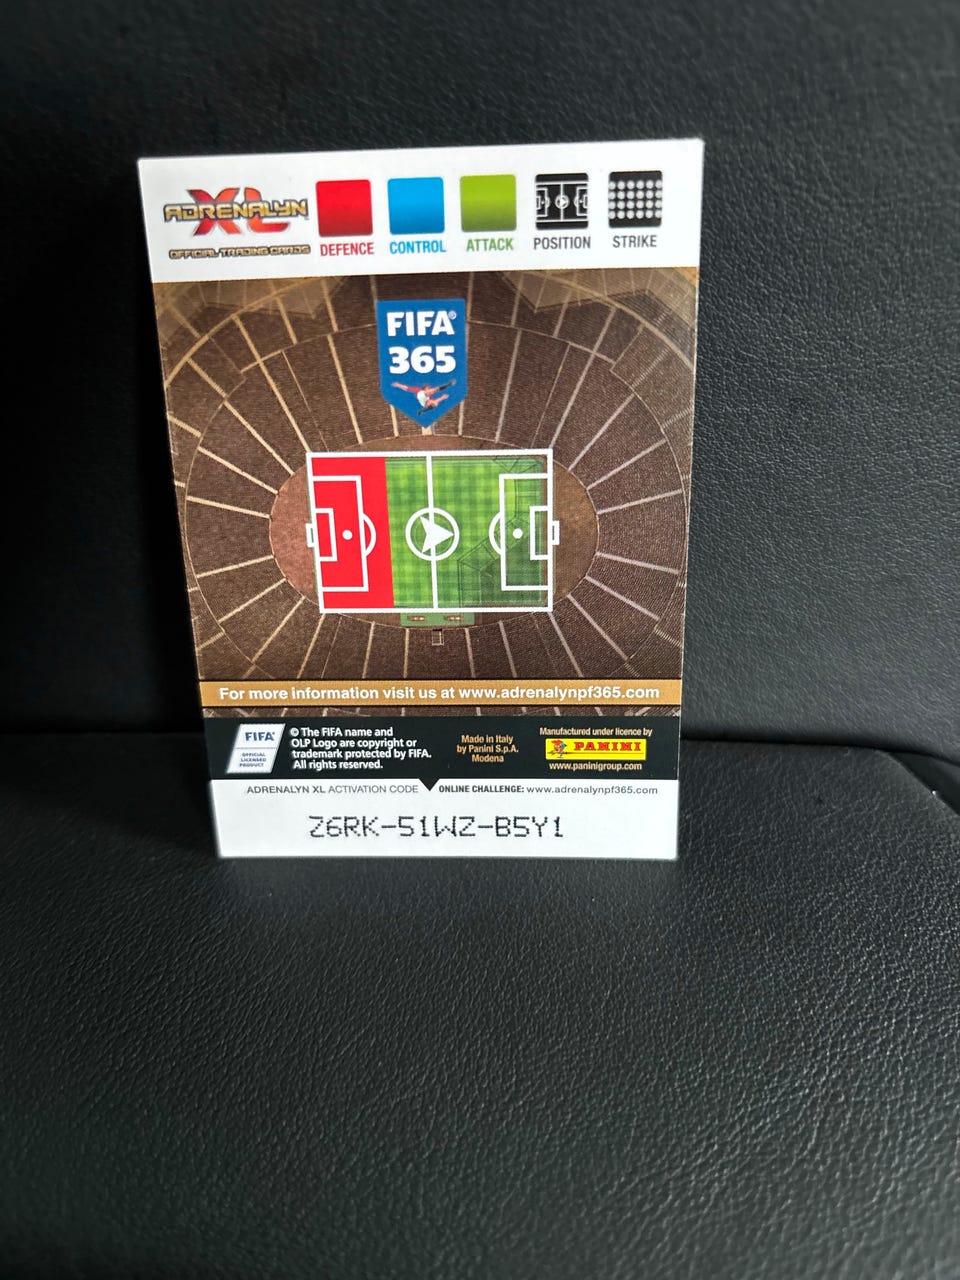 ADRENALYN XL
OFFICIAL TRADING CARDS
DEFENCE CONTROL ATTACK POSITION STRIKE
FIFA®
365
For more information visit us at www.adrenalynpf365.com
FIFA®
OFFICIAL
LICENSED
PRODUCT
© The FIFA name and
OLP Logo are copyright or
trademark protected by FIFA.
All rights reserved.
Made in Italy
by Panini S.p.A.
Modena
Manufactured under licence by
PANINI
www.paninigroup.com
ADRENALYN XL ACTIVATION CODE ONLINE CHALLENGE: www.adrenalynpf365.com
Z6RK-51WZ-B5Y1